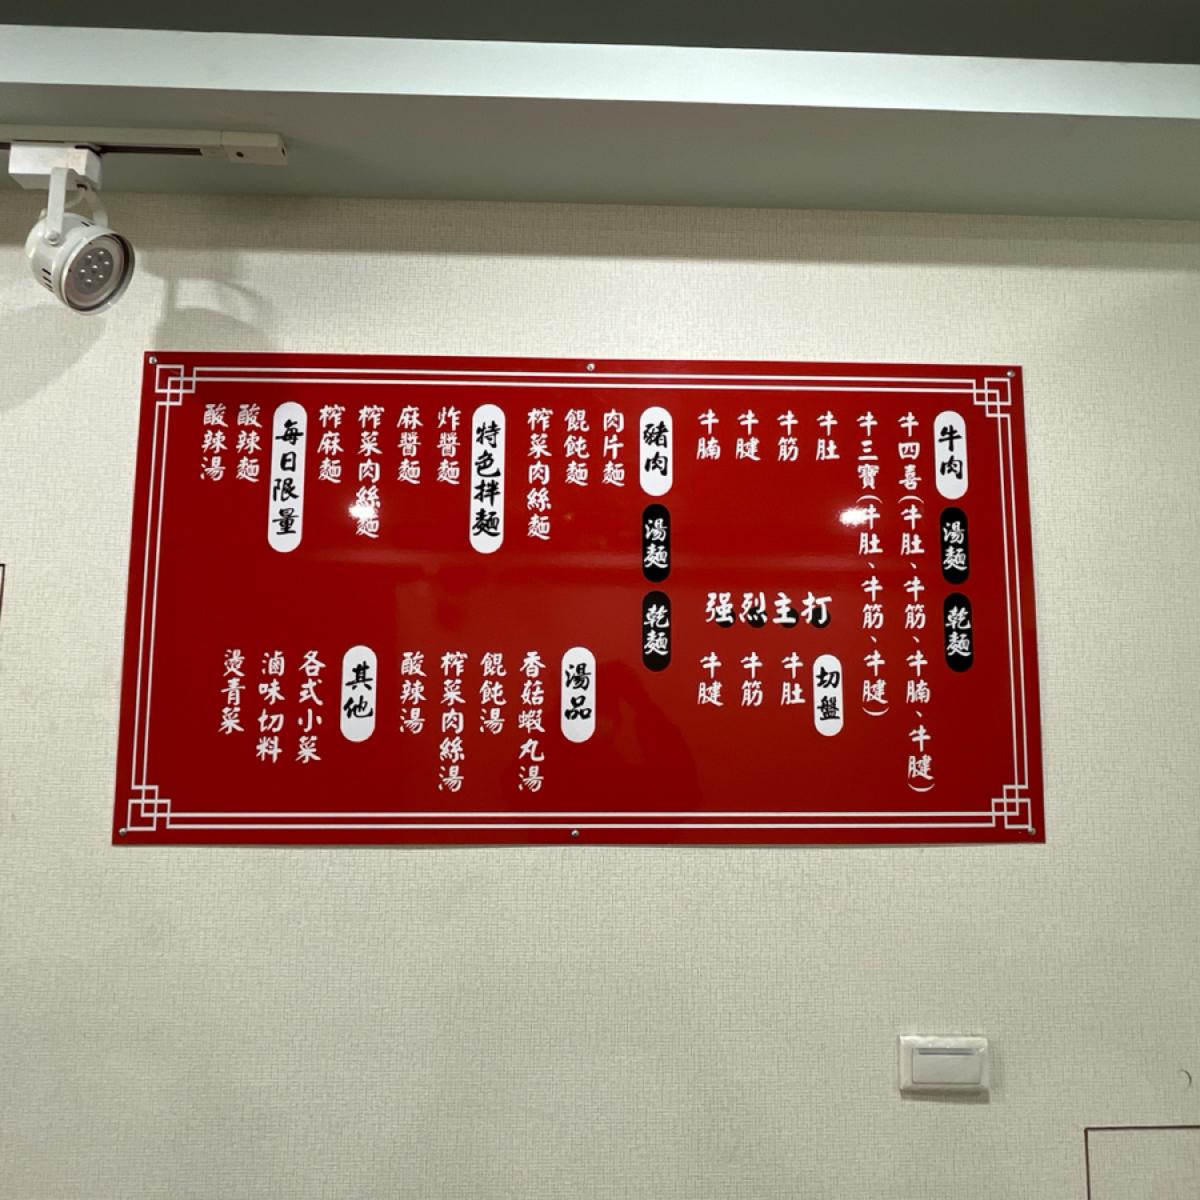 牛肉 湯麵 乾麵
牛四喜(牛肚、牛筋、牛腩、牛腱)
牛三寶(牛肚、牛筋、牛腱)
牛肚
牛筋
牛腱
牛腩
强烈主打
切盤
牛肚
牛筋
牛腱
豬肉 湯麵 乾麵
肉片麵
餛飩麵
榨菜肉絲麵
特色拌麵
炸醬麵
麻醬麵
榨菜肉絲麵
榨麻麵
每日限量
酸辣麵
酸辣湯
湯品
香菇蝦丸湯
餛飩湯
榨菜肉絲湯
酸辣湯
其他
各式小菜
滷味切料
燙青菜